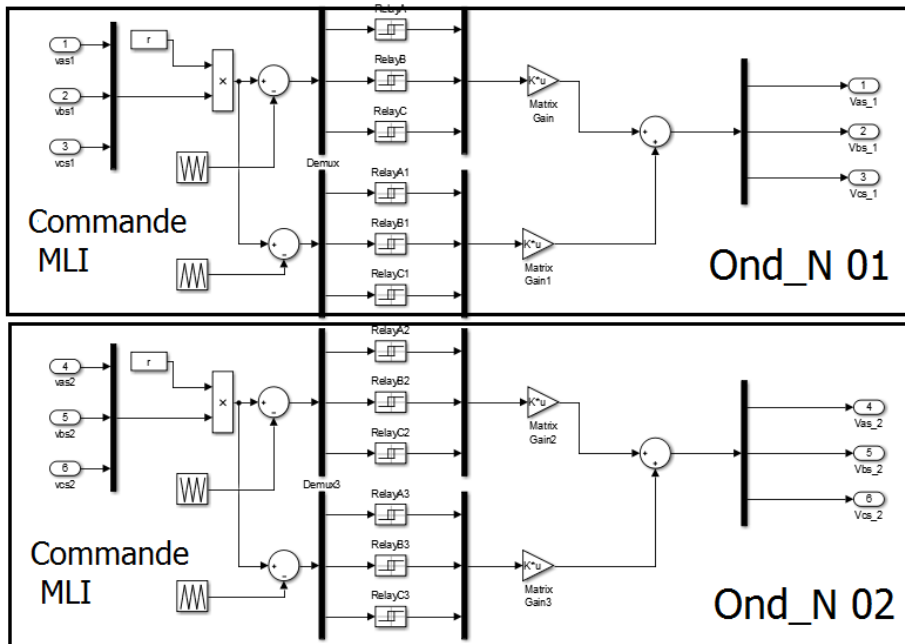 RelayA
1
vas1
r
RelayB
2
vbs1
×
K*u
Matrix
Gain
1
Vas_1
RelayC
3
vcs1
2
Vbs_1
Demux
3
Vcs_1
RelayA1
Commande
MLI
RelayB1
K*u
Matrix
Gain1
Ond_N 01
RelayC1
RelayA2
4
vas2
r
RelayB2
5
vbs2
×
K*u
Matrix
Gain2
4
Vas_2
RelayC2
6
vcs2
5
Vbs_2
Demux3
6
Vcs_2
RelayA3
Commande
MLI
RelayB3
K*u
Matrix
Gain3
Ond_N 02
RelayC3